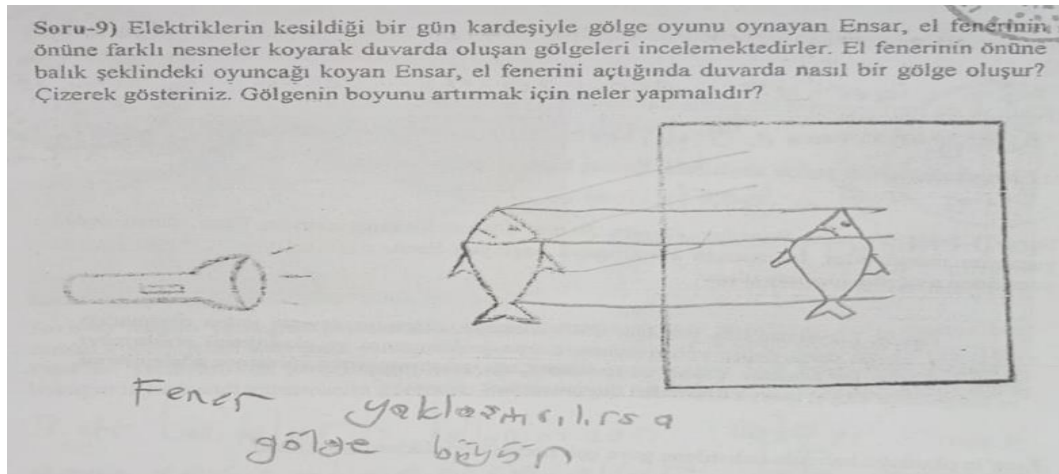 Soru-9) Elektriklerin kesildiği bir gün kardeşiyle gölge oyunu oynayan Ensar, el fenerinin
önüne farklı nesneler koyarak duvarda oluşan gölgeleri incelemektedirler. El fenerinin önüne
balık şeklindeki oyuncağı koyan Ensar, el fenerini açtığında duvarda nasıl bir gölge oluşur?
Çizerek gösteriniz. Gölgenin boyunu artırmak için neler yapmalıdır?
Fener yaklaştırılırsa
gölge büyür